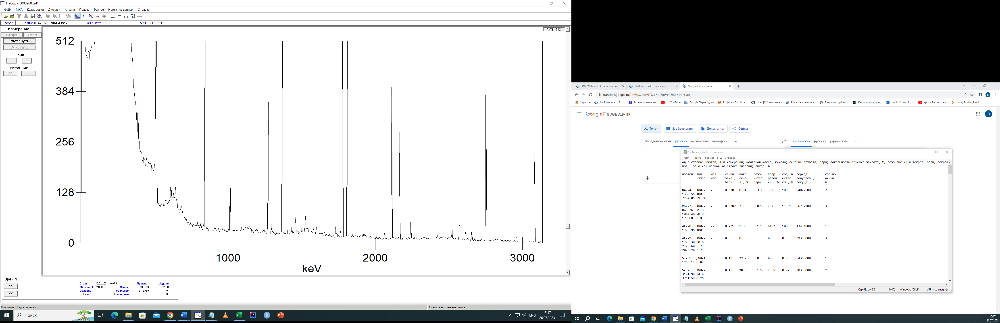 Набор - 5000200.cnf*
Файл МКА Калибровка Дисплей Анализ Правка Разное Источник данных Справка
Готов Канал: 4716 : 904.4 keV Отсчёт: 29 Уст: 2100/2100.00
Измерение
Старт Стоп
Растянуть
Очистить
Зона
- +
Источник
<< >>
VFS = 512
512
384
256
128
0
1000 2000 3000
keV
Время
>>
<<
Старт 15.02.2023 10:07:11 Прошло Задано
Мёртвое t 2.00% Живое t 2100.000 2100
Область Реальное t 2142.780 0
0 - 0 кан. Всего (имп.) 0.00 0
Нажмите F1 для справки.
Статус выполнения: готов
Поиск
ENG
15:17
26.07.2023
JINR Webmail :: Отправленные
JINR Webmail :: Входящие
Google Переводчик
translate.google.ru/?hl=ru&tab=rT&sl=ru&tl=en&op=translate
B
Сервисы JINR Webmail :: Вхо... Мое обучение —... (1) YouTube Google Переводчик Projects · Dashboar... Valerij12/new-project PIN - персональна... Визуализируй это:... Как очистить сред... ggplot2 box plot :... Уроки Python с ну... WavyGrowingEmul...
Google Переводчик
B
Текст Изображения Документы Сайты
Определить язык русский английский немецкий
английский русский украинский
*isotopes_table1.txt – Блокнот
Файл Правка Формат Вид Справка
одна строка: изотоп; тип измерений; молярная масса, г/моль; сечение захвата, барн; погрешность сечения захвата, %; резонансный интеграл, барн; погре
ноль, одна или несколько строк: энергия; выход, %.
изотоп тип мол. сечен. погр. резон. погр. сод. в период кол-во
измер. мас. захв., сечен. интег., резон. естес. полурасп., линий
барн з., % барн ин., % см., % секунд %
NA-24 КЖИ-2 23 0.530 0.94 0.311 3.2 100 54072.00 2
1368.55 100
2754.05 99.94
MG-27 КЖИ-2 26 0.0382 2.1 0.026 7.7 11.01 567.7200 3
843.76 71.8
1014.44 28.0
170.68 0.8
AL-28 КЖИ-2 27 0.231 1.3 0.17 41.2 100 134.4000 1
1778.96 100
AL-29 КЖИ-2 28 0 0 0 0 0 393.6000 3
1273.30 90.6
2425.60 5.7
2028.20 3.7
SI-31 ДЖИ-1 30 0.18 22.2 0.0 0.0 0.0 9438.000 1
1266.12 0.07
S-37 КЖИ-2 36 0.15 20.0 0.170 23.5 0.02 303.0000 2
3101.98 94.0
3741.59 0.26
Стр 63, стлб 5 100% Windows (CRLF) UTF-8 со специфи
15:17
26.07.2023